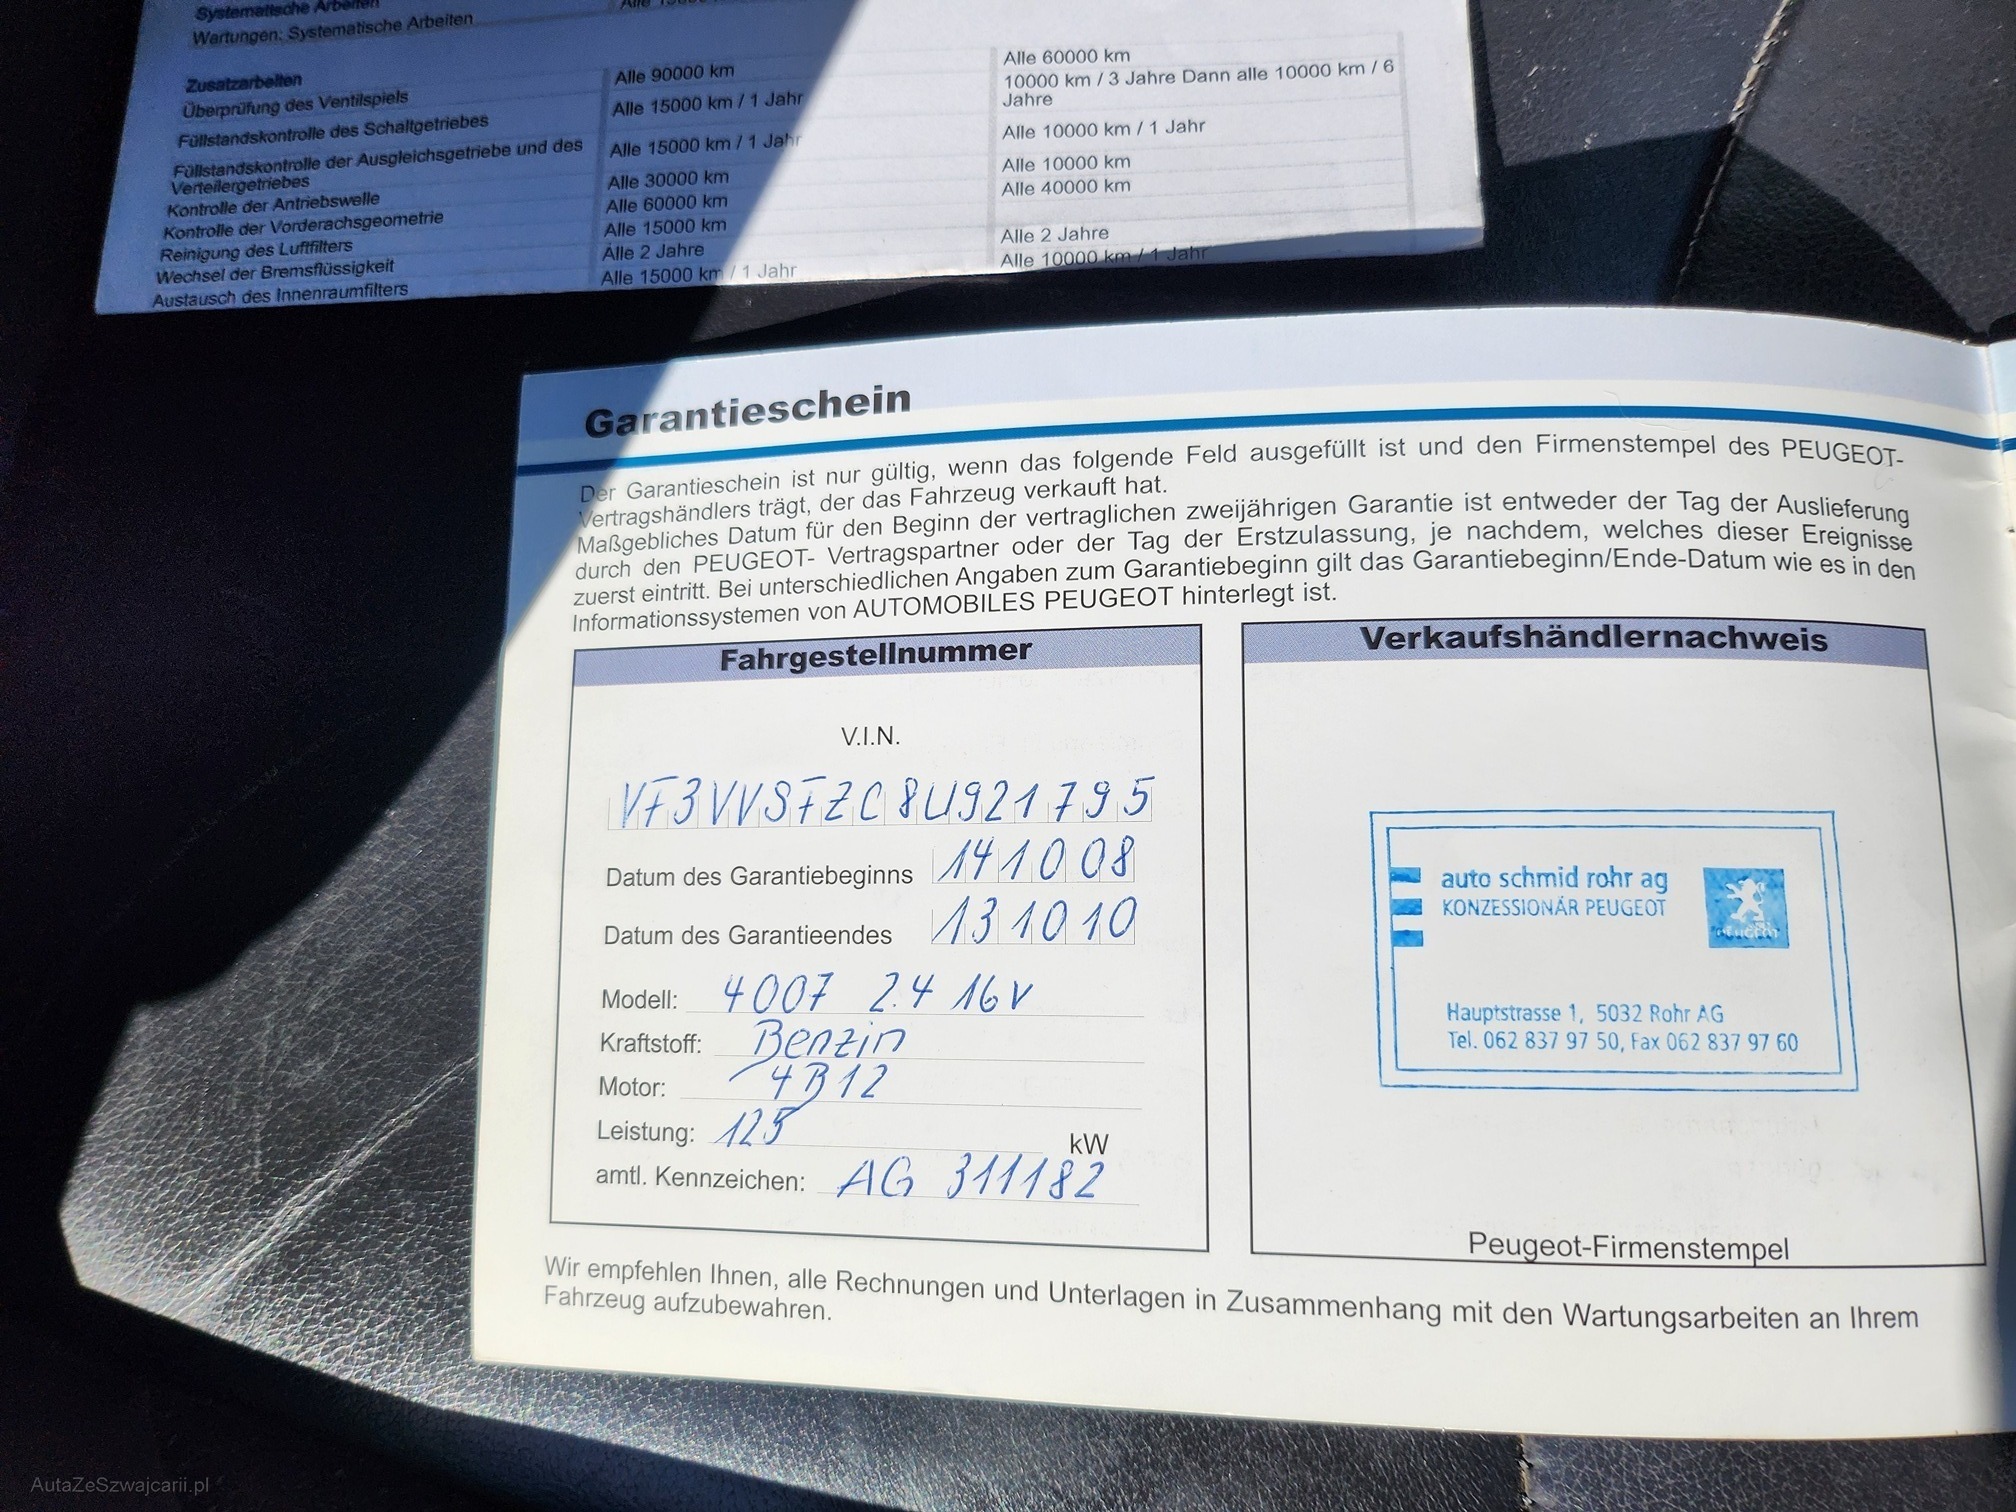 Systematische Arbeiten
Wartungen: Systematische Arbeiten
Zusatzarbeiten
Überprüfung des Ventilspiels Alle 90000 km Alle 60000 km
Füllstandskontrolle des Schaltgetriebes Alle 15000 km / 1 Jahr 10000 km / 3 Jahre Dann alle 10000 km / 6
Jahre
Füllstandskontrolle der Ausgleichsgetriebe und des Alle 15000 km / 1 Jahr Alle 10000 km / 1 Jahr
Verteilergetriebes
Kontrolle der Antriebswelle Alle 30000 km Alle 10000 km
Kontrolle der Vorderachsgeometrie Alle 60000 km Alle 40000 km
Reinigung des Luftfilters Alle 15000 km
Wechsel der Bremsflüssigkeit Alle 2 Jahre Alle 2 Jahre
Austausch des Innenraumfilters Alle 15000 km / 1 Jahr Alle 10000 km / 1 Jahr
Garantieschein
Der Garantieschein ist nur gültig, wenn das folgende Feld ausgefüllt ist und den Firmenstempel des PEUGEOT-
Vertragshändlers trägt, der das Fahrzeug verkauft hat.
Maßgebliches Datum für den Beginn der vertraglichen zweijährigen Garantie ist entweder der Tag der Auslieferung
durch den PEUGEOT- Vertragspartner oder der Tag der Erstzulassung, je nachdem, welches dieser Ereignisse
zuerst eintritt. Bei unterschiedlichen Angaben zum Garantiebeginn gilt das Garantiebeginn/Ende-Datum wie es in den
Informationssystemen von AUTOMOBILES PEUGEOT hinterlegt ist.
Fahrgestellnummer
V.I.N.
VF3VVSFZC8U921795
Datum des Garantiebeginns 141008
Datum des Garantieendes 131010
Modell: 4007 2.4 16V
Kraftstoff: Benzin
Motor: 4B12
Leistung: 125 kW
amtl. Kennzeichen: AG 311182
Verkaufshändlernachweis
auto schmid rohr ag
KONZESSIONÄR PEUGEOT
PEUGEOT
Hauptstrasse 1, 5032 Rohr AG
Tel. 062 837 97 50, Fax 062 837 97 60
Peugeot-Firmenstempel
Wir empfehlen Ihnen, alle Rechnungen und Unterlagen in Zusammenhang mit den Wartungsarbeiten an Ihrem
Fahrzeug aufzubewahren.
AutaZeSzwajcarii.pl